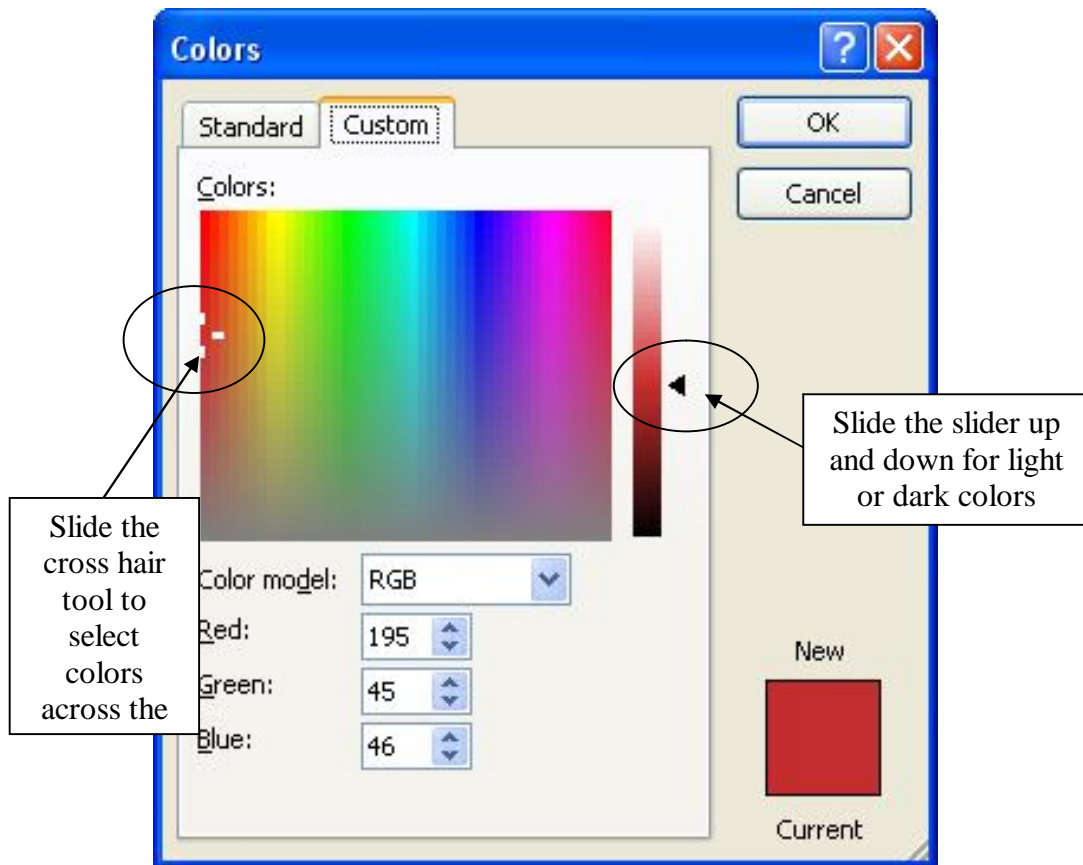 Colors
Standard Custom
OK
Cancel
Colors:
Slide the slider up
and down for light
or dark colors
Slide the
cross hair
tool to
select
colors
across the
Color model: RGB
Red: 195
Green: 45
Blue: 46
New
Current